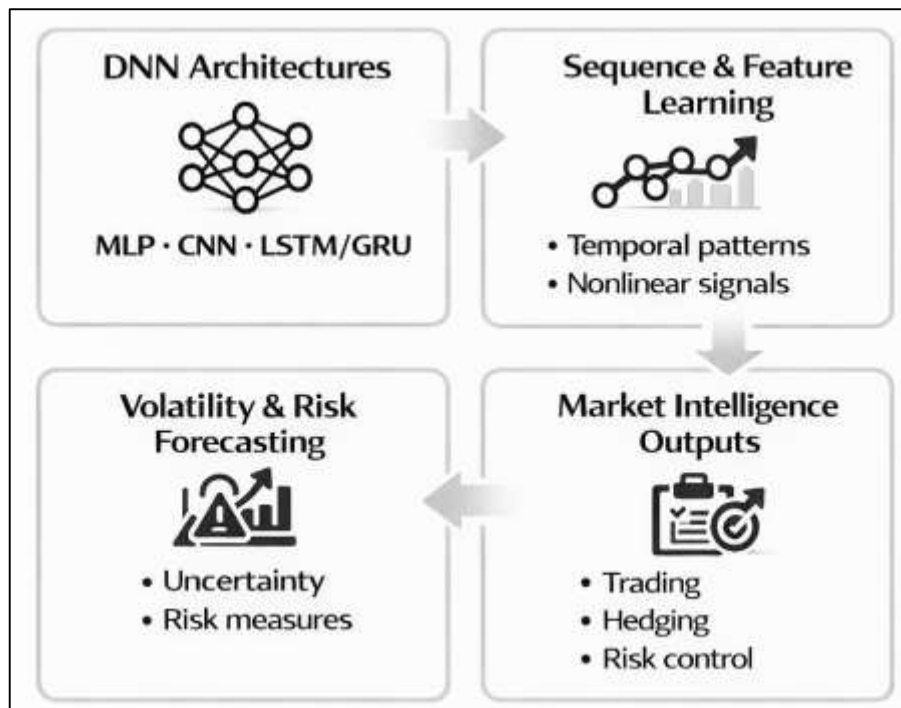 DNN Architectures
MLP · CNN · LSTM/GRU
Sequence & Feature
Learning
• Temporal patterns
• Nonlinear signals
Volatility & Risk
Forecasting
• Uncertainty
• Risk measures
Market Intelligence
Outputs
• Trading
• Hedging
• Risk control